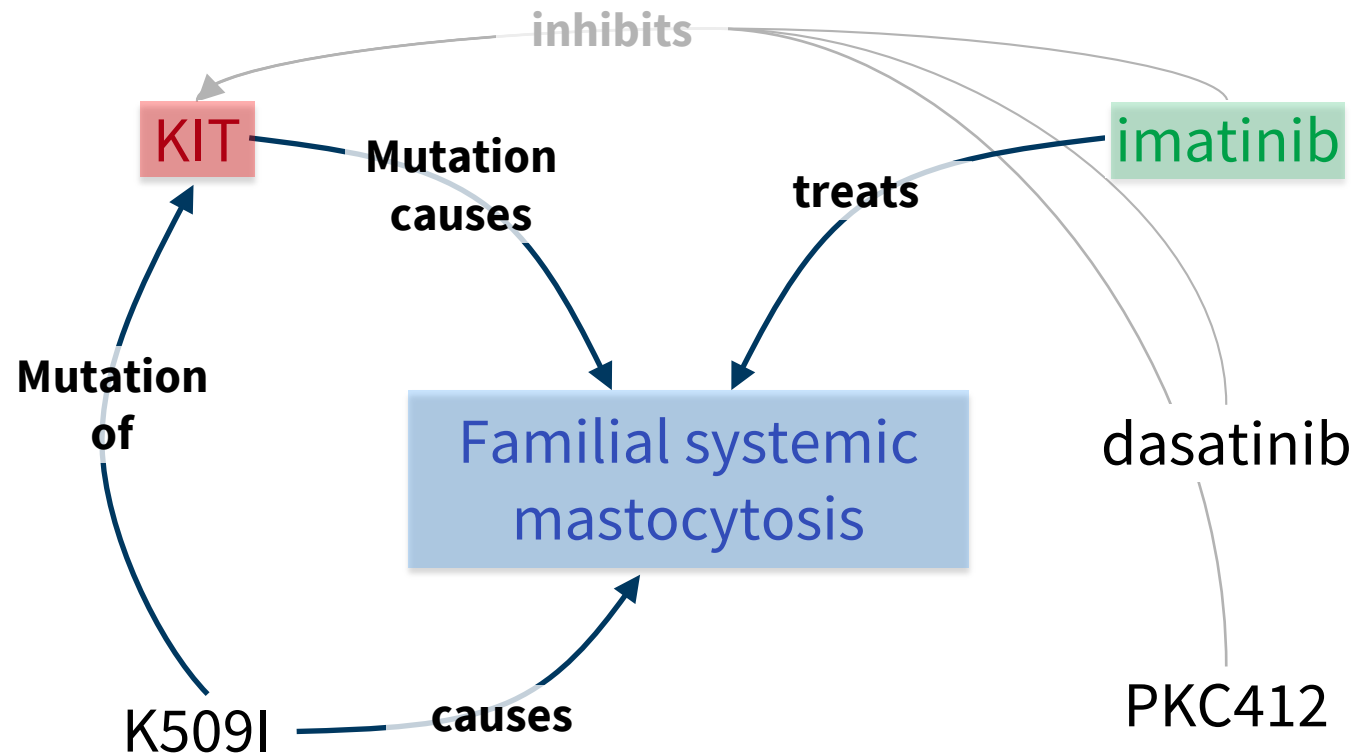 inhibits
KIT
imatinib
Mutation
causes
treats
Mutation
of
Familial systemic
mastocytosis
dasatinib
K509I
causes
PKC412